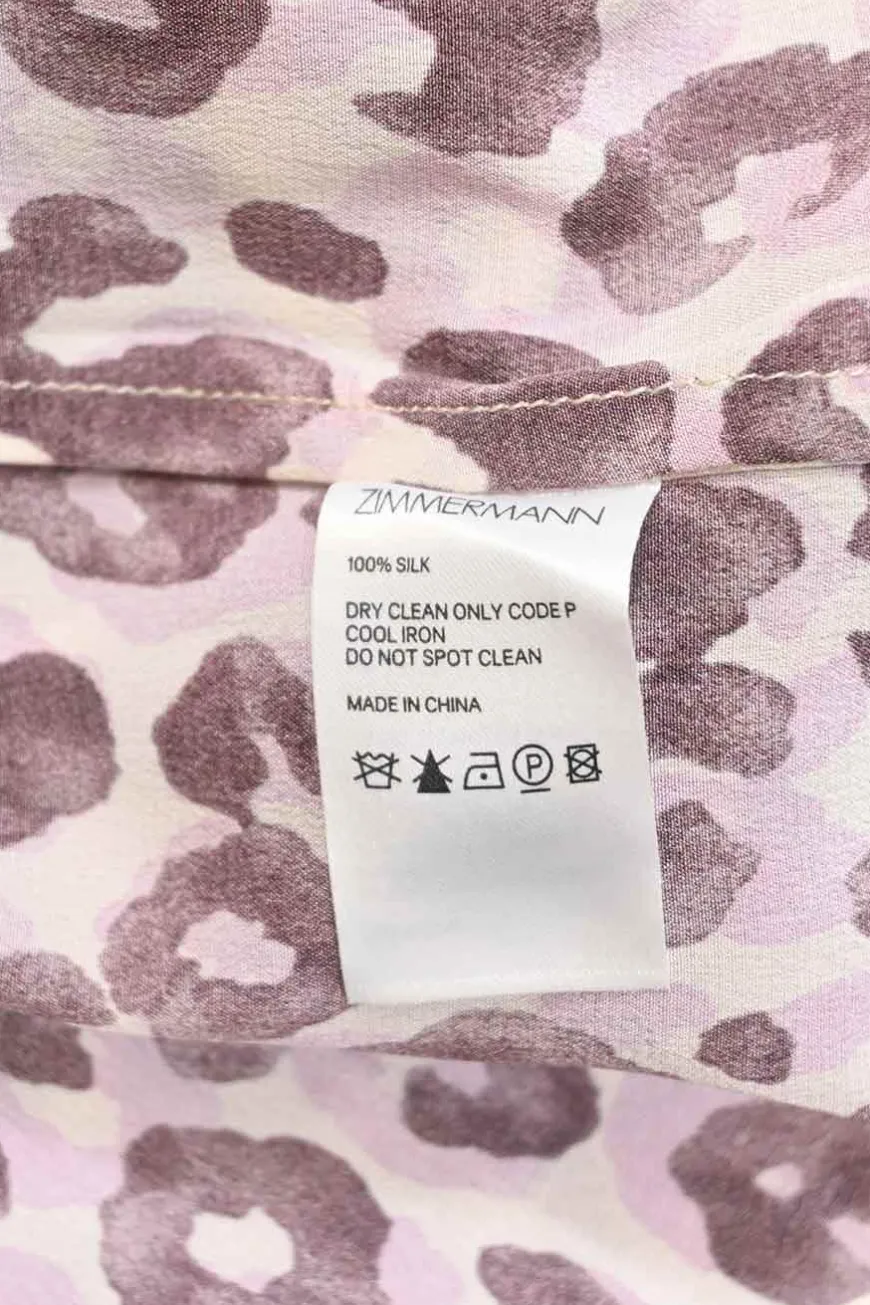 ZIMMERMANN
100% SILK
DRY CLEAN ONLY CODE P
COOL IRON
DO NOT SPOT CLEAN
MADE IN CHINA
P